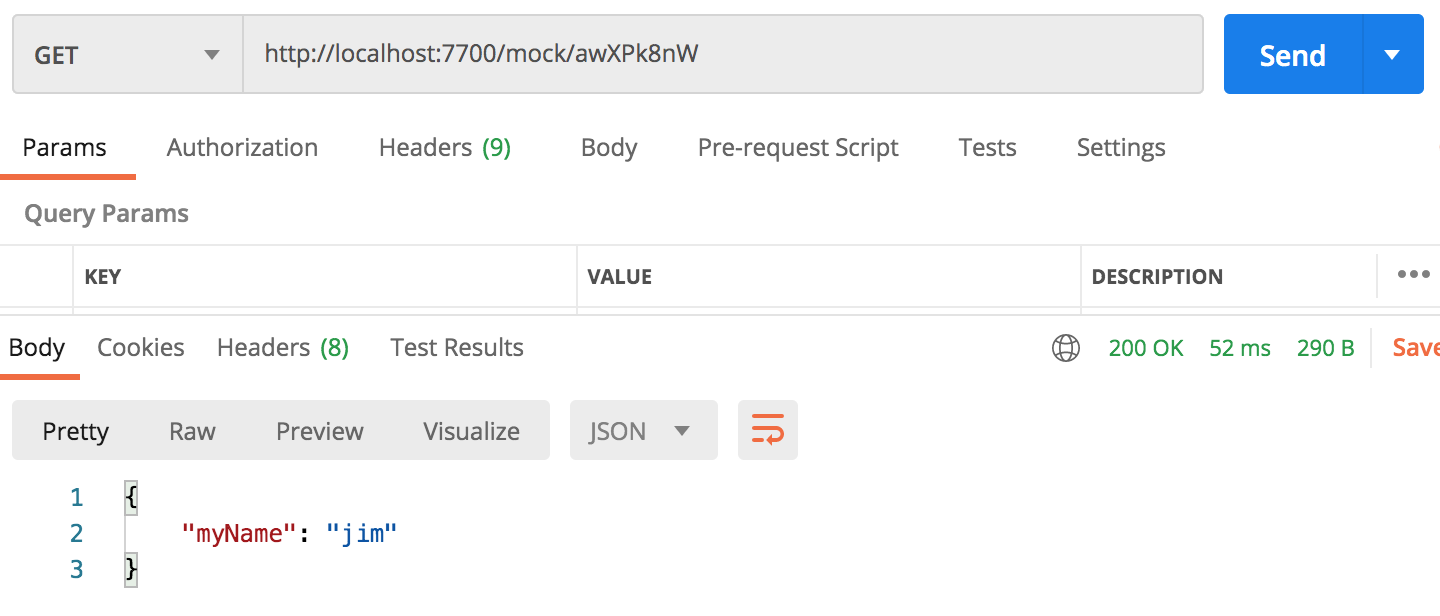 GET http://localhost:7700/mock/awXPk8nW Send
Params Authorization Headers (9) Body Pre-request Script Tests Settings
Query Params
KEY VALUE DESCRIPTION
Body Cookies Headers (8) Test Results 200 OK 52 ms 290 B Save
Pretty Raw Preview Visualize JSON
1 {
2 "myName": "jim"
3 }